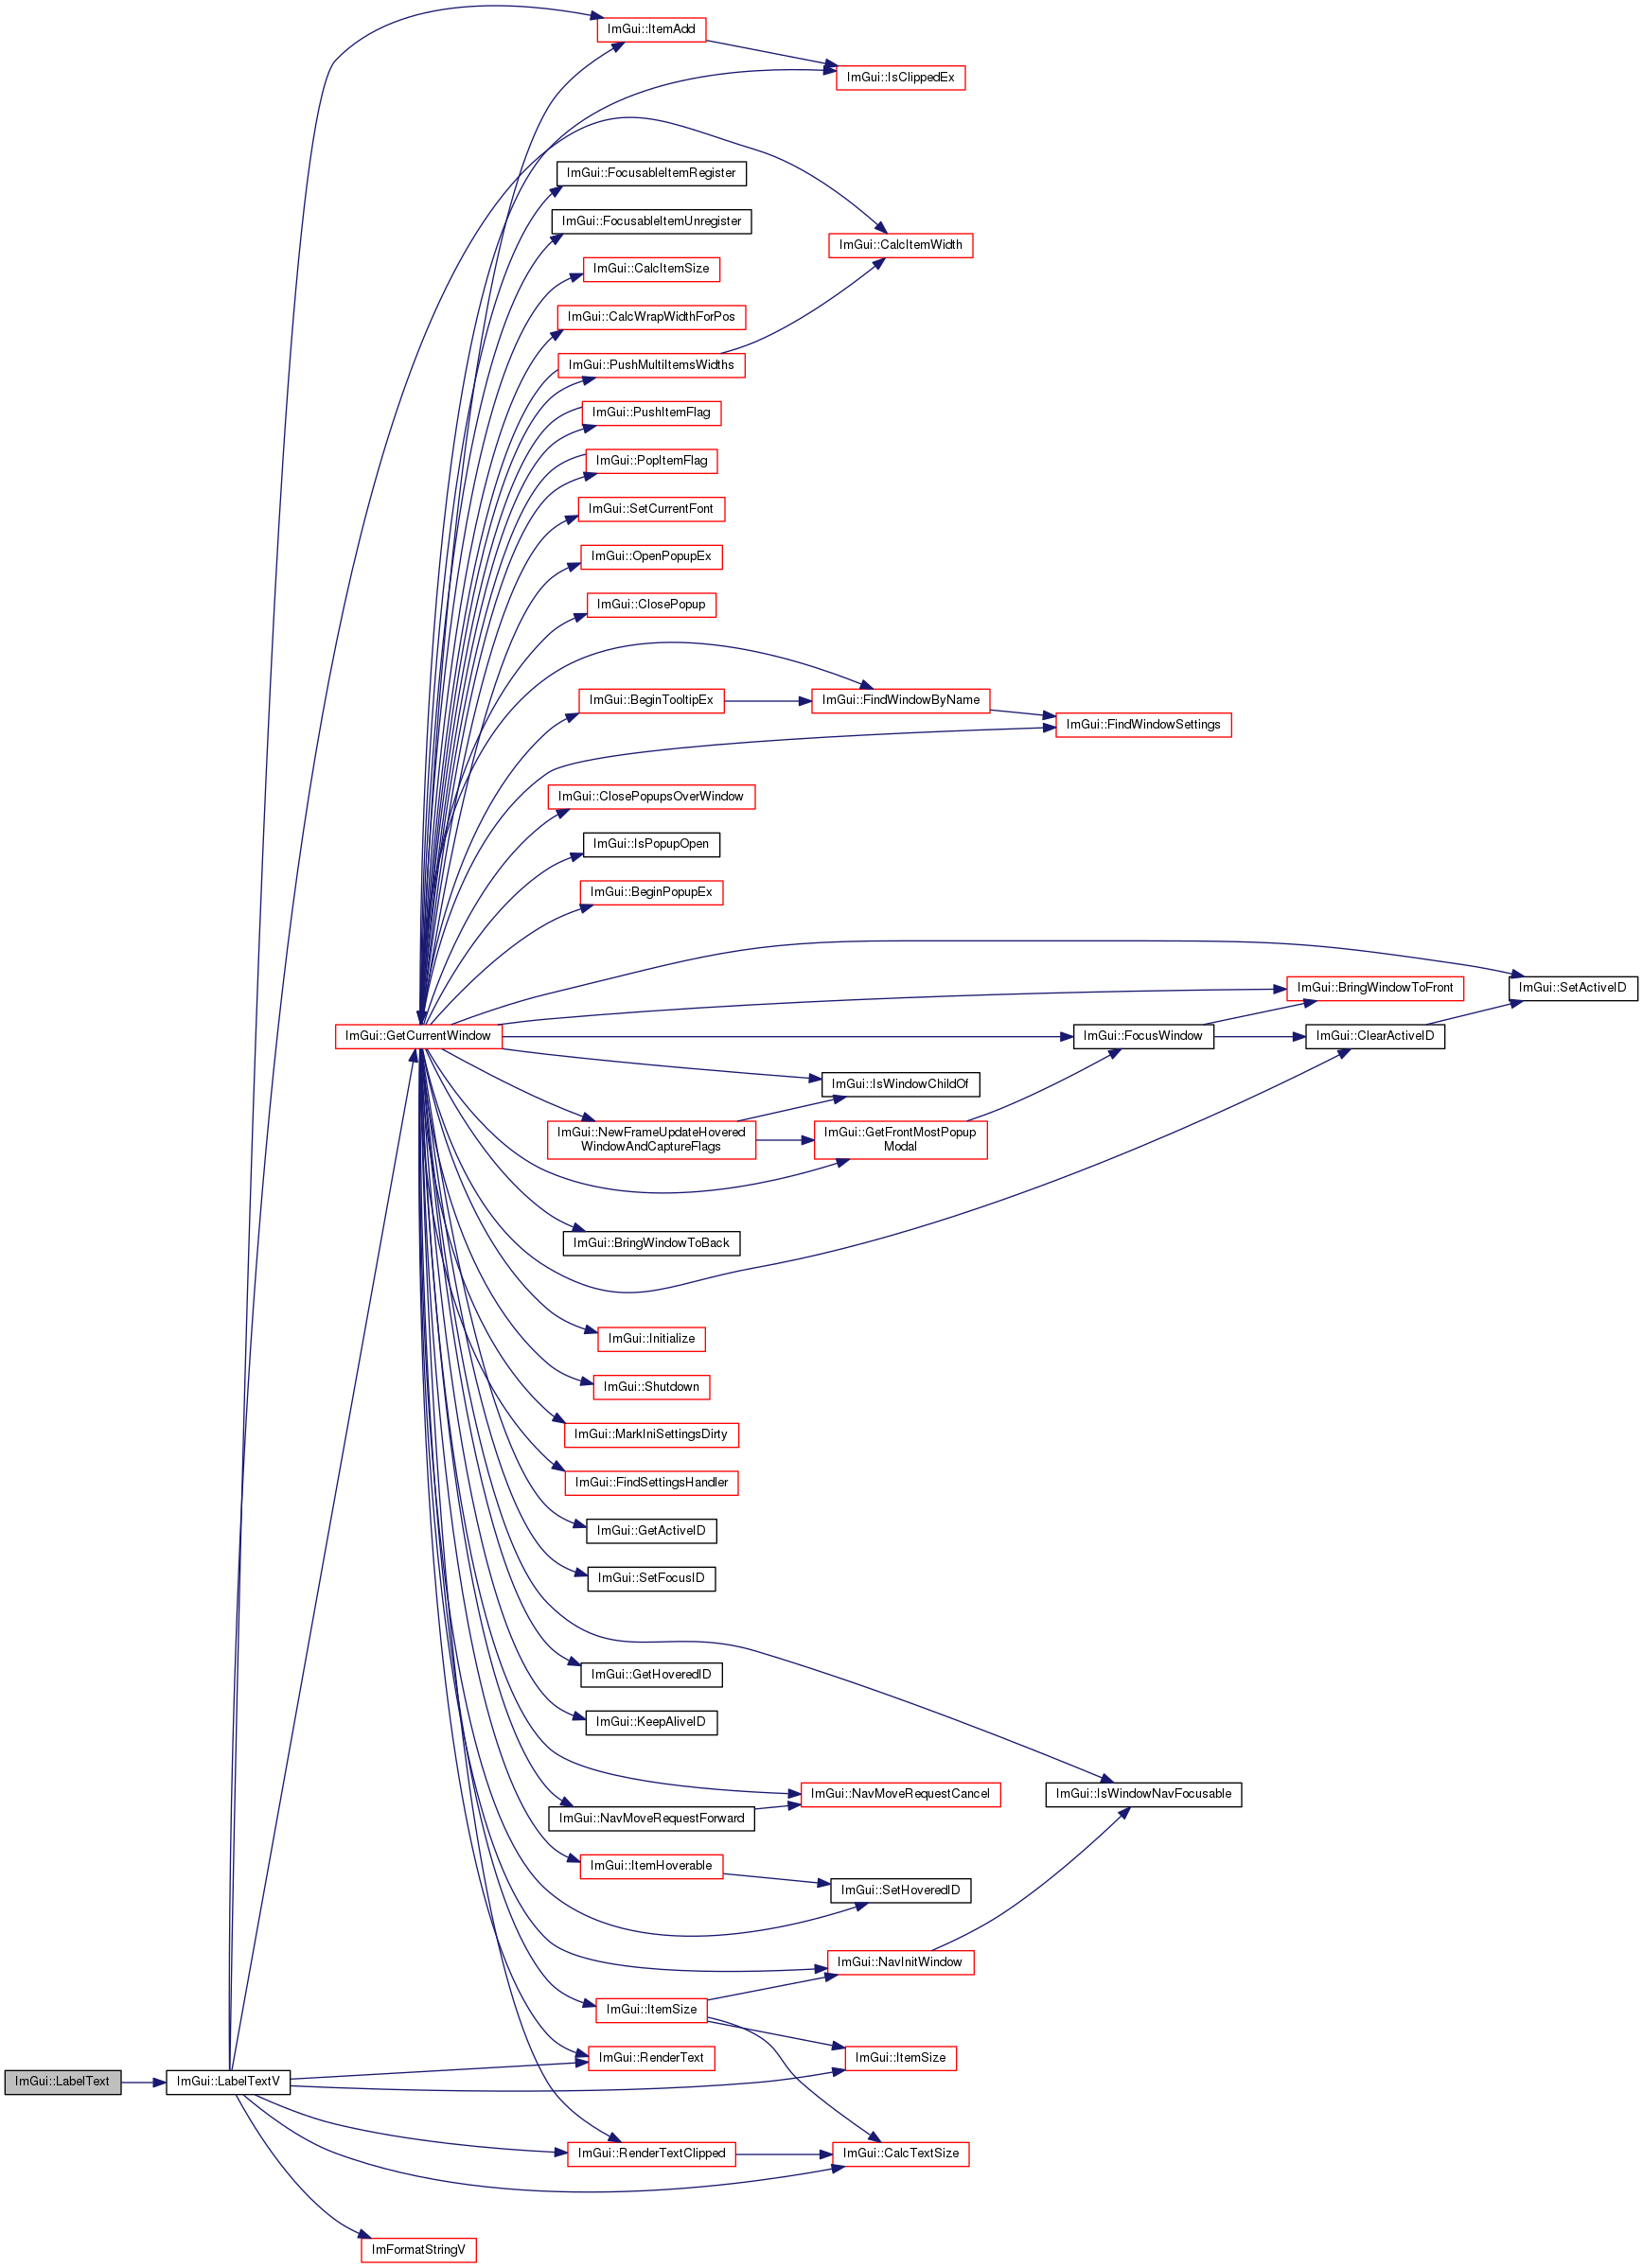 ImGui::ItemAdd
ImGui::IsClippedEx
ImGui::FocusableItemRegister
ImGui::FocusableItemUnregister
ImGui::CalcItemWidth
ImGui::CalcItemSize
ImGui::CalcWrapWidthForPos
ImGui::PushMultiItemsWidths
ImGui::PushItemFlag
ImGui::PopItemFlag
ImGui::SetCurrentFont
ImGui::OpenPopupEx
ImGui::ClosePopup
ImGui::BeginTooltipEx
ImGui::FindWindowByName
ImGui::FindWindowSettings
ImGui::ClosePopupsOverWindow
ImGui::IsPopupOpen
ImGui::BeginPopupEx
ImGui::BringWindowToFront
ImGui::SetActiveID
ImGui::GetCurrentWindow
ImGui::FocusWindow
ImGui::ClearActiveID
ImGui::IsWindowChildOf
ImGui::NewFrameUpdateHovered
WindowAndCaptureFlags
ImGui::GetFrontMostPopup
Modal
ImGui::BringWindowToBack
ImGui::Initialize
ImGui::Shutdown
ImGui::MarkIniSettingsDirty
ImGui::FindSettingsHandler
ImGui::GetActiveID
ImGui::SetFocusID
ImGui::GetHoveredID
ImGui::KeepAliveID
ImGui::NavMoveRequestCancel
ImGui::IsWindowNavFocusable
ImGui::NavMoveRequestForward
ImGui::ItemHoverable
ImGui::SetHoveredID
ImGui::NavInitWindow
ImGui::ItemSize
ImGui::RenderText
ImGui::ItemSize
ImGui::LabelText
ImGui::LabelTextV
ImGui::RenderTextClipped
ImGui::CalcTextSize
ImFormatStringV